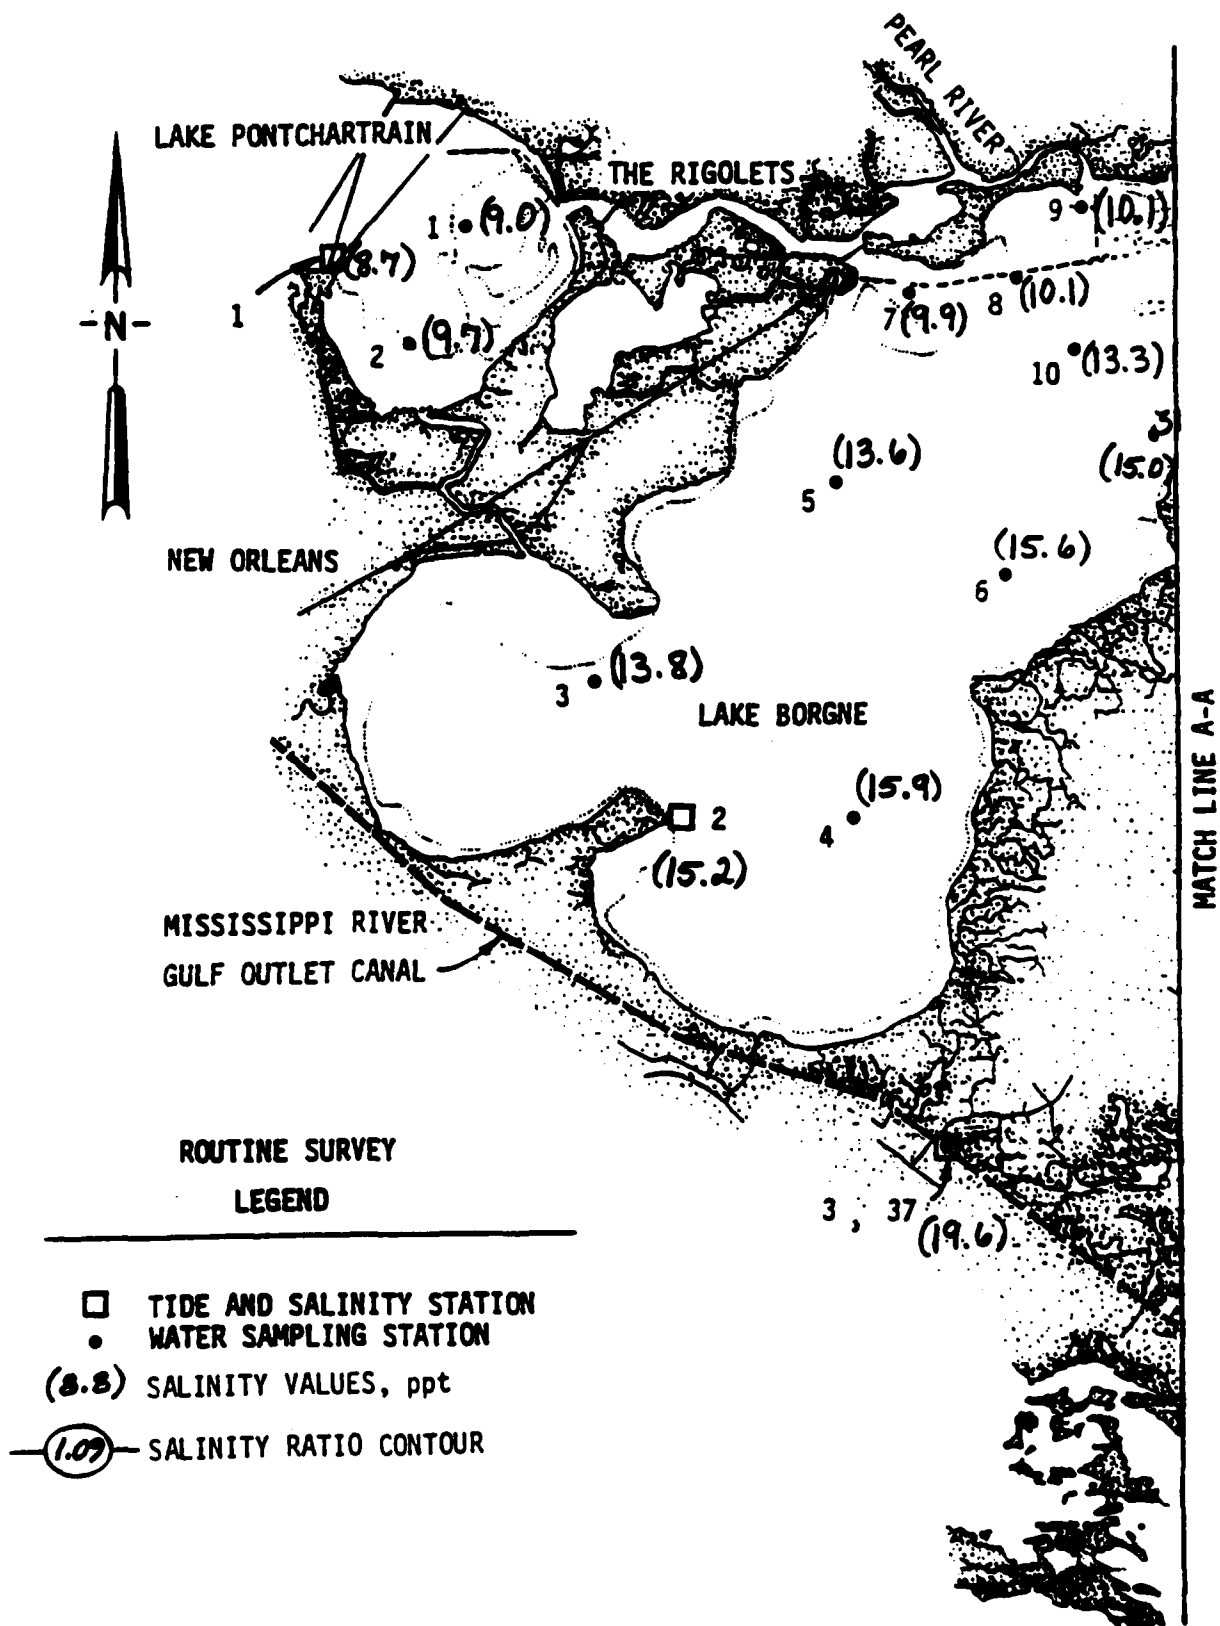 PEARL RIVER
LAKE PONTCHARTRAIN
THE RIGOLETS
1 (9.0)
9 (10.1)
(8.7)
1
-N-
2 (9.7)
7 (9.9)
8 (10.1)
10 (13.3)
(13.6)
5
(15.0)
NEW ORLEANS
(15.6)
6
3 (13.8)
LAKE BORGNE
MATCH LINE A-A
(15.9)
4
2
(15.2)
MISSISSIPPI RIVER
GULF OUTLET CANAL
ROUTINE SURVEY
LEGEND
3, 37
(19.6)
TIDE AND SALINITY STATION
WATER SAMPLING STATION
(8.8) SALINITY VALUES, ppt
1.09 SALINITY RATIO CONTOUR